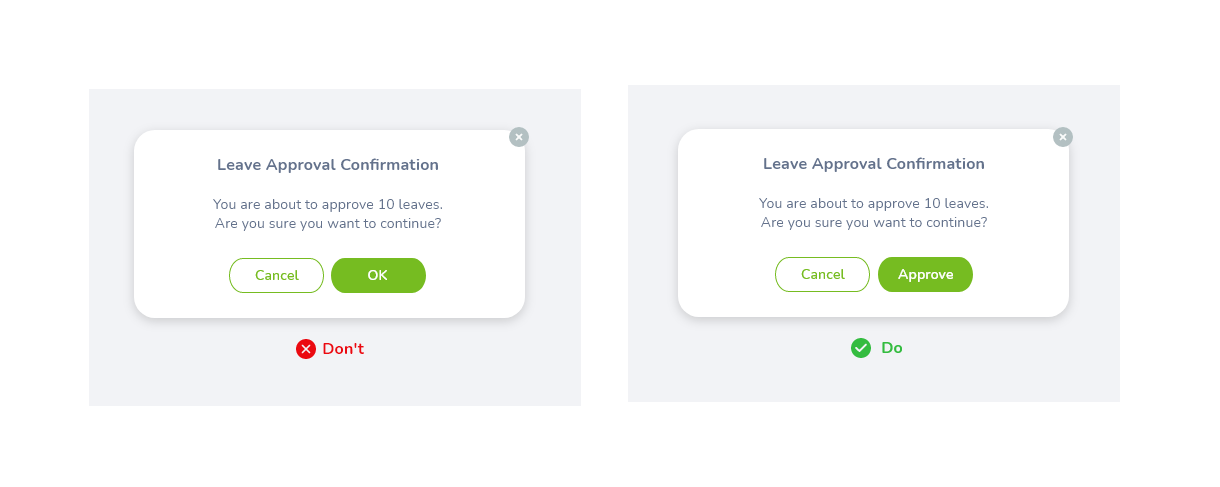 Leave Approval Confirmation
You are about to approve 10 leaves.
Are you sure you want to continue?
Cancel
OK
Don't
Leave Approval Confirmation
You are about to approve 10 leaves.
Are you sure you want to continue?
Cancel
Approve
Do